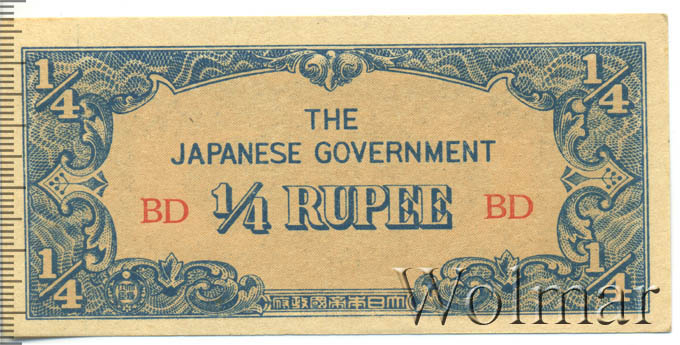 1/4 1/4
THE
JAPANESE GOVERNMENT
BD 1/4 RUPEE BD
1/4 1/4
府政國帝本日大
Wolmar